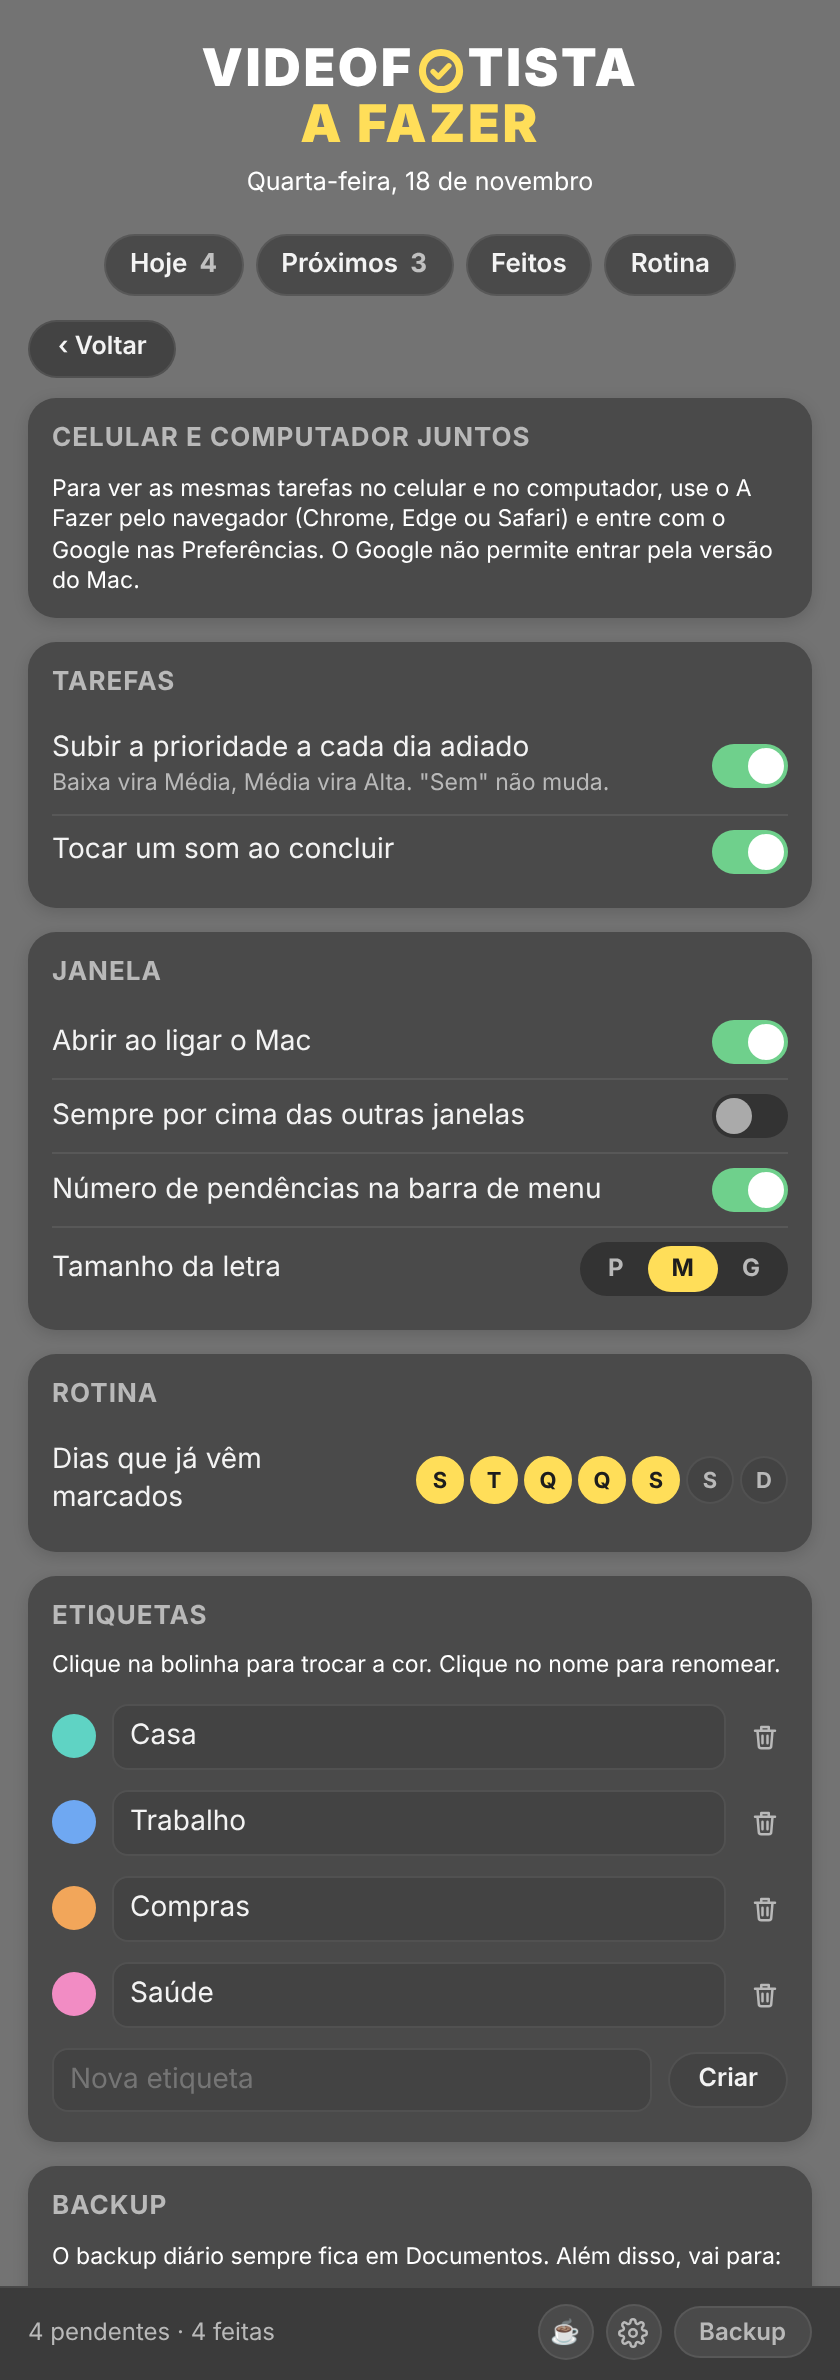 VIDEOFOTISTA
A FAZER
Quarta-feira, 18 de novembro
Hoje 4 Próximos 3 Feitos Rotina
‹ Voltar
CELULAR E COMPUTADOR JUNTOS
Para ver as mesmas tarefas no celular e no computador, use o A
Fazer pelo navegador (Chrome, Edge ou Safari) e entre com o
Google nas Preferências. O Google não permite entrar pela versão
do Mac.
TAREFAS
Subir a prioridade a cada dia adiado
Baixa vira Média, Média vira Alta. "Sem" não muda.
Tocar um som ao concluir
JANELA
Abrir ao ligar o Mac
Sempre por cima das outras janelas
Número de pendências na barra de menu
Tamanho da letra P M G
ROTINA
Dias que já vêm
marcados
S T Q Q S S D
ETIQUETAS
Clique na bolinha para trocar a cor. Clique no nome para renomear.
Casa
Trabalho
Compras
Saúde
Nova etiqueta Criar
BACKUP
O backup diário sempre fica em Documentos. Além disso, vai para:
4 pendentes · 4 feitas Backup